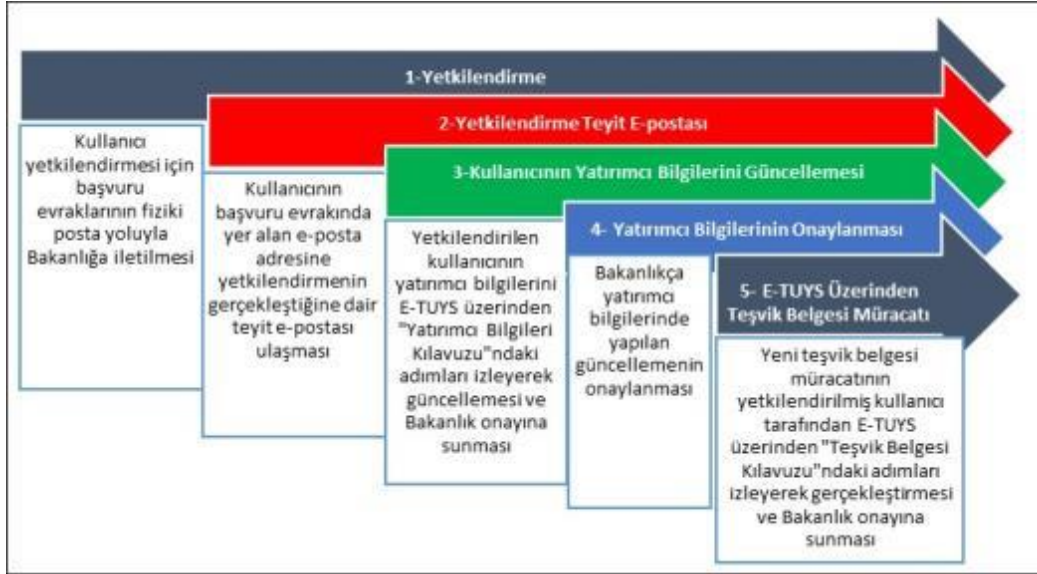 1-Yetkilendirme
Kullanıcı
yetkilendirmesi için
başvuru
evraklarının fiziki
posta yoluyla
Bakanlığa iletilmesi
2-Yetkilendirme Teyit E-postası
Kullanıcının
başvuru evrakında
yer alan e-posta
adresine
yetkilendirmenin
gerçekleştiğine dair
teyit e-postası
ulaşması
3-Kullanıcının Yatırımcı Bilgilerini Güncellemesi
Yetkilendirilen
kullanıcının
yatırımcı bilgilerini
E-TUYS üzerinden
"Yatırımcı Bilgileri
Kılavuzu"ndaki
adımları izleyerek
güncellemesi ve
Bakanlık onayına
sunması
4- Yatırımcı Bilgilerinin Onaylanması
Bakanlıkça
yatırımcı
bilgilerinde
yapılan
güncellemenin
onaylanması
5- E-TUYS Üzerinden
Teşvik Belgesi Müracatı
Yeni teşvik belgesi
müracatının
yetkilendirilmiş kullanıcı
tarafından E-TUYS
üzerinden "Teşvik Belgesi
Kılavuzu"ndaki adımları
izleyerek gerçekleştirmesi
ve Bakanlık onayına
sunması